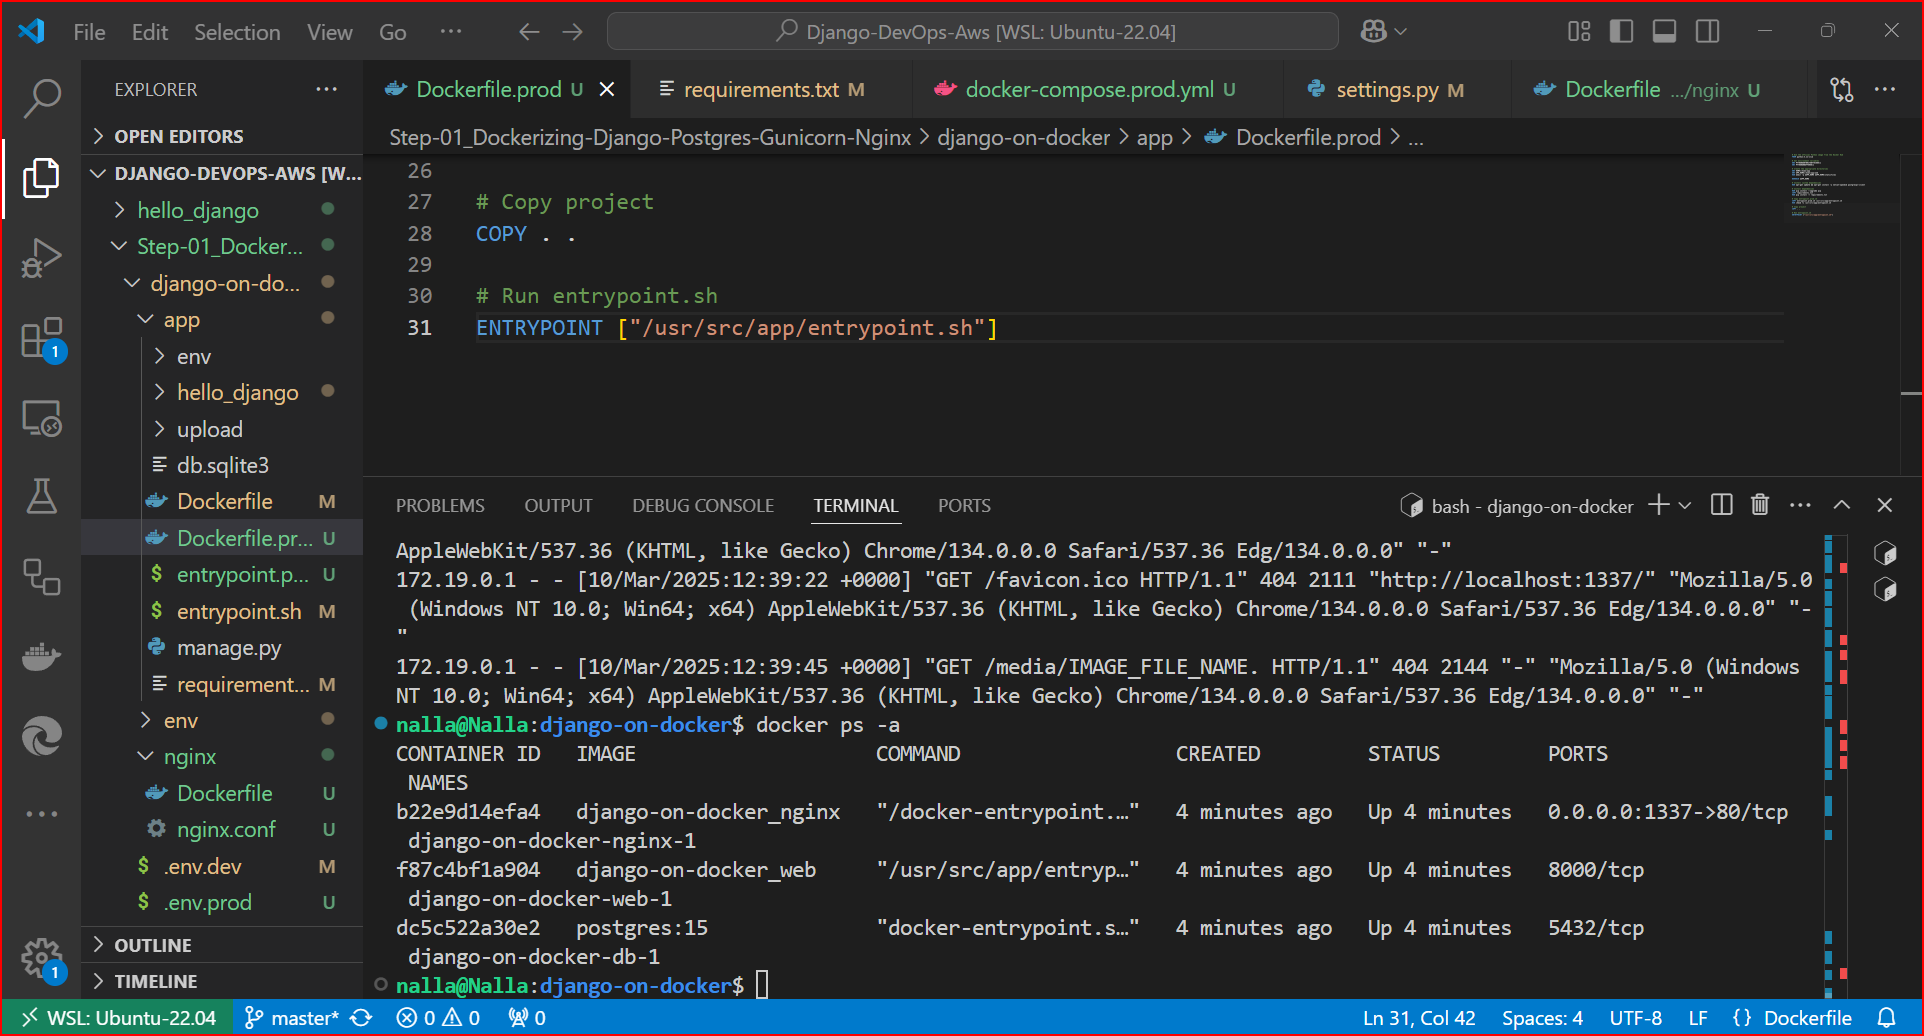 File Edit Selection View Go ··· Django-DevOps-Aws [WSL: Ubuntu-22.04]
EXPLORER ···
OPEN EDITORS
DJANGO-DEVOPS-AWS [W...
hello_django
Step-01_Docker...
django-on-do...
app
env
hello_django
upload
db.sqlite3
Dockerfile M
Dockerfile.pr... U
$ entrypoint.p... U
$ entrypoint.sh M
manage.py
requirement... M
env
nginx
Dockerfile U
nginx.conf U
$ .env.dev M
$ .env.prod U
OUTLINE
TIMELINE
1
1
Dockerfile.prod U requirements.txt M docker-compose.prod.yml U settings.py M Dockerfile .../nginx U
Step-01_Dockerizing-Django-Postgres-Gunicorn-Nginx > django-on-docker > app > Dockerfile.prod > ...
26
27 # Copy project
28 COPY . .
29
30 # Run entrypoint.sh
31 ENTRYPOINT ["/usr/src/app/entrypoint.sh"]
PROBLEMS OUTPUT DEBUG CONSOLE TERMINAL PORTS bash - django-on-docker
AppleWebKit/537.36 (KHTML, like Gecko) Chrome/134.0.0.0 Safari/537.36 Edg/134.0.0.0" "-"
172.19.0.1 - - [10/Mar/2025:12:39:22 +0000] "GET /favicon.ico HTTP/1.1" 404 2111 "http://localhost:1337/" "Mozilla/5.0
(Windows NT 10.0; Win64; x64) AppleWebKit/537.36 (KHTML, like Gecko) Chrome/134.0.0.0 Safari/537.36 Edg/134.0.0.0" "-
"
172.19.0.1 - - [10/Mar/2025:12:39:45 +0000] "GET /media/IMAGE_FILE_NAME. HTTP/1.1" 404 2144 "-" "Mozilla/5.0 (Windows
NT 10.0; Win64; x64) AppleWebKit/537.36 (KHTML, like Gecko) Chrome/134.0.0.0 Safari/537.36 Edg/134.0.0.0" "-"
nalla@Nalla:django-on-docker$ docker ps -a
CONTAINER ID IMAGE COMMAND CREATED STATUS PORTS
NAMES
b22e9d14efa4 django-on-docker_nginx "/docker-entrypoint.…" 4 minutes ago Up 4 minutes 0.0.0.0:1337->80/tcp
django-on-docker-nginx-1
f87c4bf1a904 django-on-docker_web "/usr/src/app/entryp…" 4 minutes ago Up 4 minutes 8000/tcp
django-on-docker-web-1
dc5c522a30e2 postgres:15 "docker-entrypoint.s…" 4 minutes ago Up 4 minutes 5432/tcp
django-on-docker-db-1
nalla@Nalla:django-on-docker$
WSL: Ubuntu-22.04 master* 0 0 0 Ln 31, Col 42 Spaces: 4 UTF-8 LF {} Dockerfile